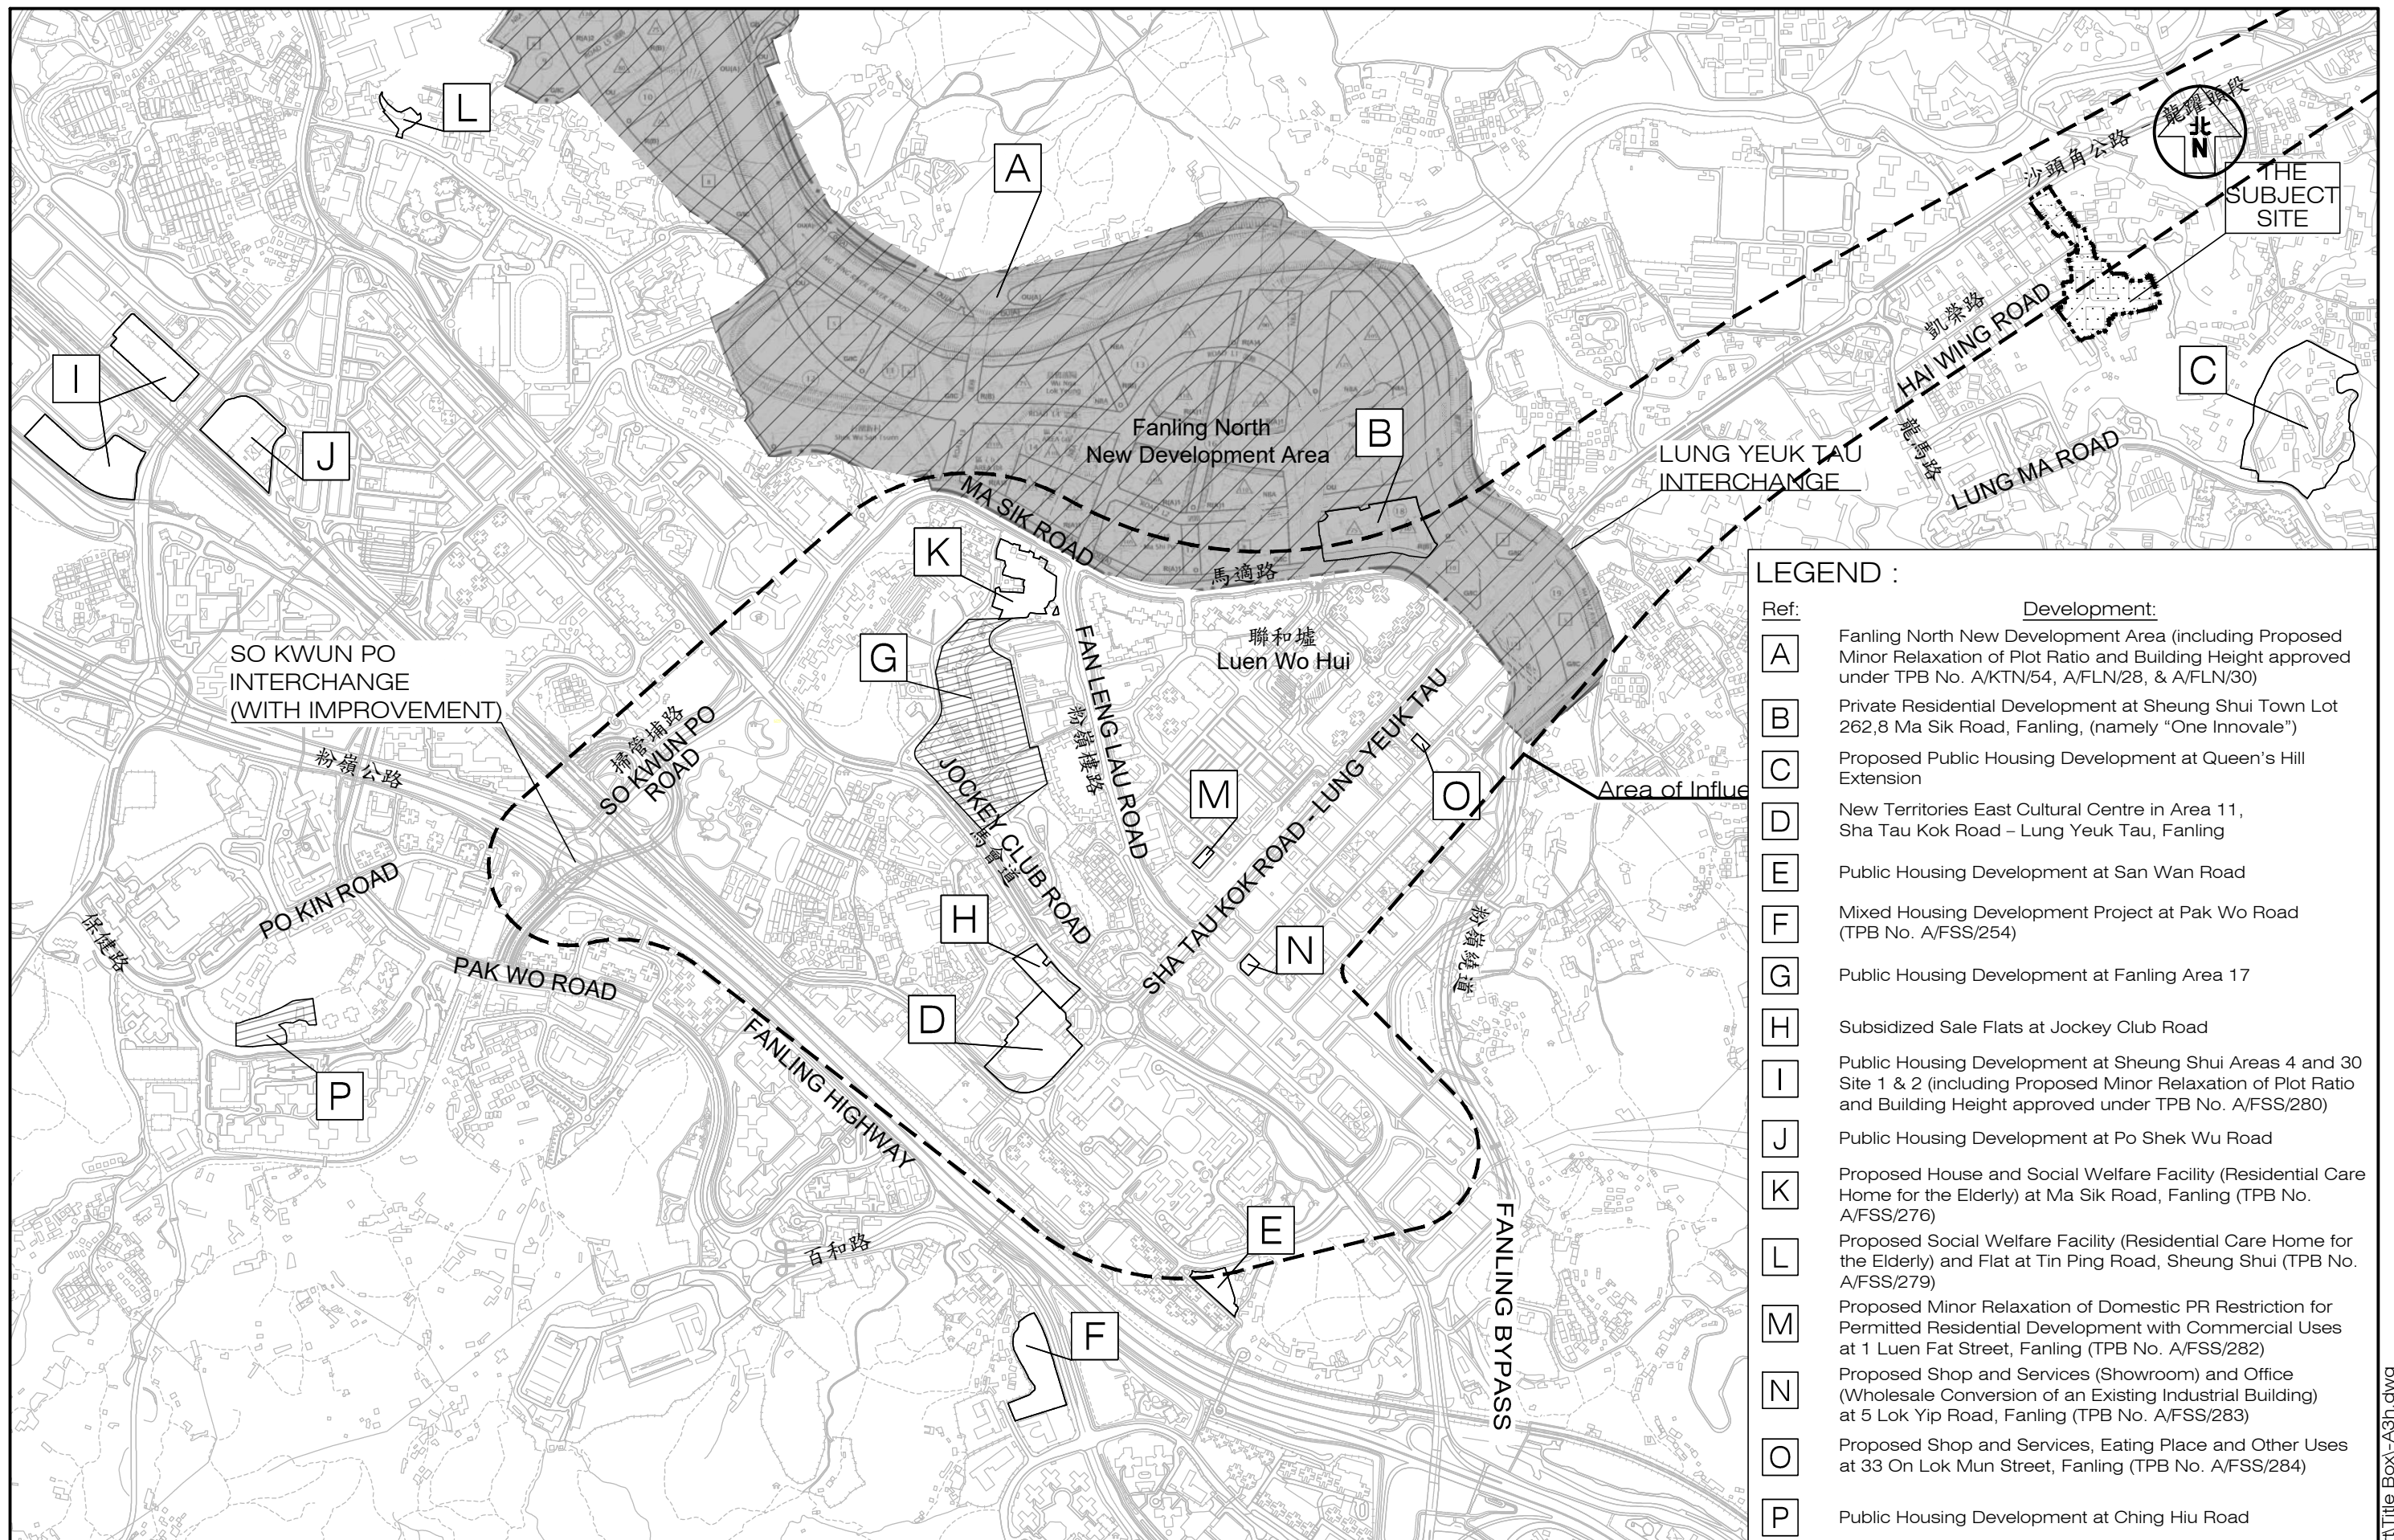 L
A
龍躍頭段
沙頭角公路
北
N
THE
SUBJECT
SITE
I
J
凱榮路
HAI WING ROAD
C
Fanling North
New Development Area
B
LUNG YEUK TAU
INTERCHANGE
龍馬路
LUNG MA ROAD
MA SIK ROAD
馬適路
K
G
聯和墟
Luen Wo Hui
FAN LENG LAU ROAD
粉嶺樓路
SO KWUN PO
INTERCHANGE
(WITH IMPROVEMENT)
粉嶺公路
掃管埔路
SO KWUN PO
ROAD
JOCKEY CLUB ROAD
馬會道
M
O
SHA TAU KOK ROAD - LUNG YEUK TAU
Area of Influe
PO KIN ROAD
保健路
PAK WO ROAD
H
N
粉嶺繞道
D
P
FANLING HIGHWAY
百和路
E
F
FANLING BYPASS
LEGEND :
Ref: Development:
A Fanling North New Development Area (including Proposed
Minor Relaxation of Plot Ratio and Building Height approved
under TPB No. A/KTN/54, A/FLN/28, & A/FLN/30)
B Private Residential Development at Sheung Shui Town Lot
262,8 Ma Sik Road, Fanling, (namely “One Innovale”)
C Proposed Public Housing Development at Queen's Hill
Extension
D New Territories East Cultural Centre in Area 11,
Sha Tau Kok Road – Lung Yeuk Tau, Fanling
E Public Housing Development at San Wan Road
F Mixed Housing Development Project at Pak Wo Road
(TPB No. A/FSS/254)
G Public Housing Development at Fanling Area 17
H Subsidized Sale Flats at Jockey Club Road
I Public Housing Development at Sheung Shui Areas 4 and 30
Site 1 & 2 (including Proposed Minor Relaxation of Plot Ratio
and Building Height approved under TPB No. A/FSS/280)
J Public Housing Development at Po Shek Wu Road
K Proposed House and Social Welfare Facility (Residential Care
Home for the Elderly) at Ma Sik Road, Fanling (TPB No.
A/FSS/276)
L Proposed Social Welfare Facility (Residential Care Home for
the Elderly) and Flat at Tin Ping Road, Sheung Shui (TPB No.
A/FSS/279)
M Proposed Minor Relaxation of Domestic PR Restriction for
Permitted Residential Development with Commercial Uses
at 1 Luen Fat Street, Fanling (TPB No. A/FSS/282)
N Proposed Shop and Services (Showroom) and Office
(Wholesale Conversion of an Existing Industrial Building)
at 5 Lok Yip Road, Fanling (TPB No. A/FSS/283)
O Proposed Shop and Services, Eating Place and Other Uses
at 33 On Lok Mun Street, Fanling (TPB No. A/FSS/284)
P Public Housing Development at Ching Hiu Road
\Title Box\-A3h.dwg